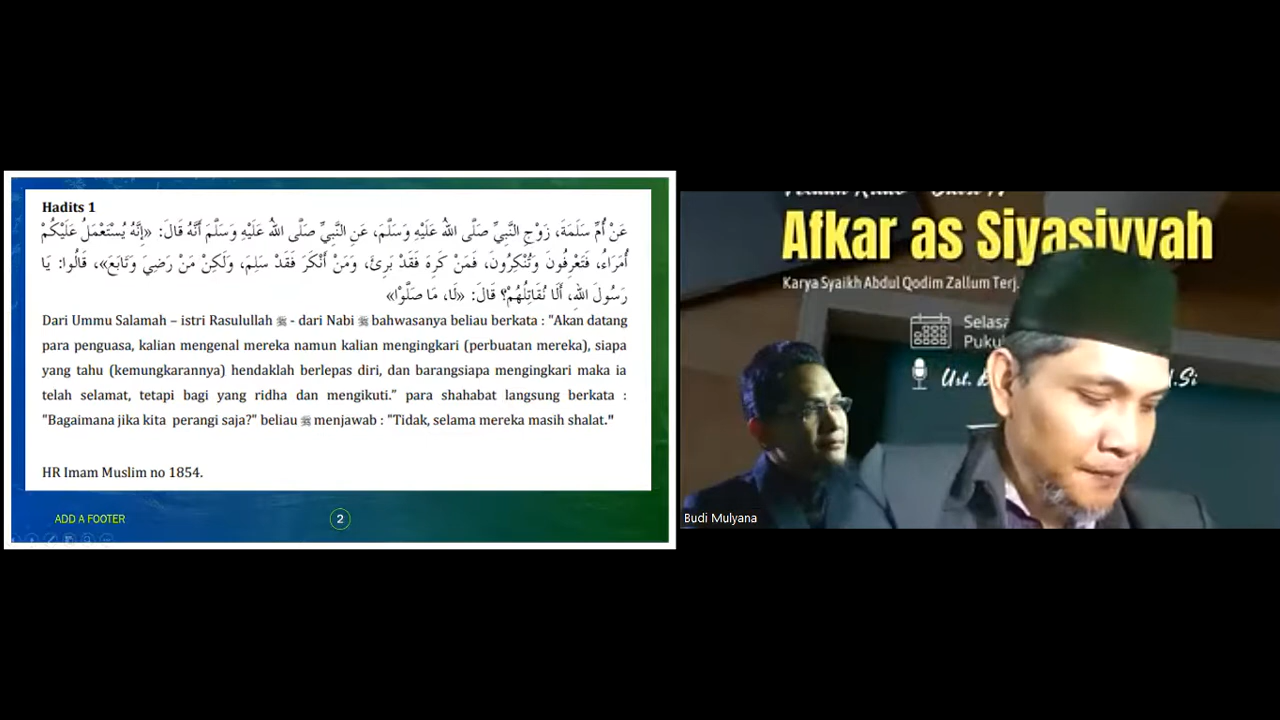 Hadits 1
عَنْ أُمِّ سَلَمَةَ، زَوْجِ النَّبِيِّ صَلَّى اللهُ عَلَيْهِ وَسَلَّمَ، عَنِ النَّبِيِّ صَلَّى اللهُ عَلَيْهِ وَسَلَّمَ أَنَّهُ قَالَ: «إِنَّهُ يُسْتَعْمَلُ عَلَيْكُمْ
أُمَرَاءُ، فَتَعْرِفُونَ وَتُنْكِرُونَ، فَمَنْ كَرِهَ فَقَدْ بَرِئَ، وَمَنْ أَنْكَرَ فَقَدْ سَلِمَ، وَلَكِنْ مَنْ رَضِيَ وَتَابَعَ»، قَالُوا: يَا
رَسُولَ اللهِ، أَلَا نُقَاتِلُهُمْ؟ قَالَ: «لَا، مَا صَلَّوْا»
Dari Ummu Salamah – istri Rasulullah ﷺ - dari Nabi ﷺ bahwasanya beliau berkata : "Akan datang
para penguasa, kalian mengenal mereka namun kalian mengingkari (perbuatan mereka), siapa
yang tahu (kemungkarannya) hendaklah berlepas diri, dan barangsiapa mengingkari maka ia
telah selamat, tetapi bagi yang ridha dan mengikuti.” para shahabat langsung berkata :
"Bagaimana jika kita perangi saja?" beliau ﷺ menjawab : "Tidak, selama mereka masih shalat."
HR Imam Muslim no 1854.
ADD A FOOTER
2
Afkar as Siyasiyyah
Karya Syaikh Abdul Qodim Zallum Terj.
Selasa
Puku
Ust.
.Si
Budi Mulyana